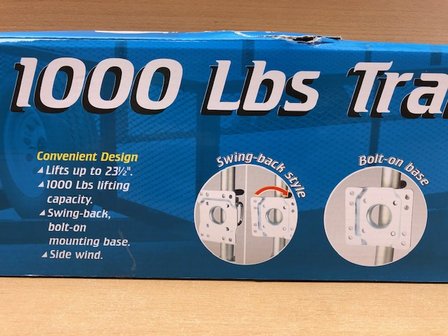 1000 Lbs Tra
Convenient Design
▲Lifts up to 23½".
▲1000 Lbs lifting
capacity.
▲Swing-back,
bolt-on
mounting base.
▲Side wind.
Swing-back style
Bolt-on base